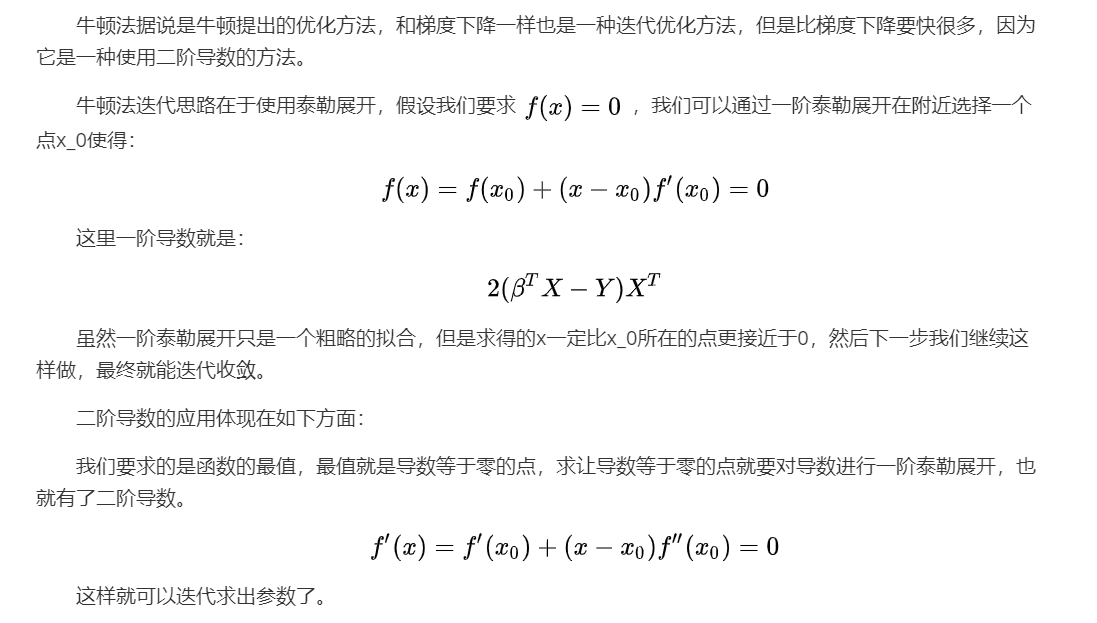 牛顿法据说是牛顿提出的优化方法，和梯度下降一样也是一种迭代优化方法，但是比梯度下降要快很多，因为
它是一种使用二阶导数的方法。
牛顿法迭代思路在于使用泰勒展开，假设我们要求 f(x) = 0 ，我们可以通过一阶泰勒展开在附近选择一个
点x_0使得：
f(x) = f(x₀) + (x − x₀)f′(x₀) = 0
这里一阶导数就是：
2(βᵀX − Y)Xᵀ
虽然一阶泰勒展开只是一个粗略的拟合，但是求得的x一定比x_0所在的点更接近于0，然后下一步我们继续这
样做，最终就能迭代收敛。
二阶导数的应用体现在如下方面：
我们要求的是函数的最值，最值就是导数等于零的点，求让导数等于零的点就要对导数进行一阶泰勒展开，也
就有了二阶导数。
f′(x) = f′(x₀) + (x − x₀)f″(x₀) = 0
这样就可以迭代求出参数了。